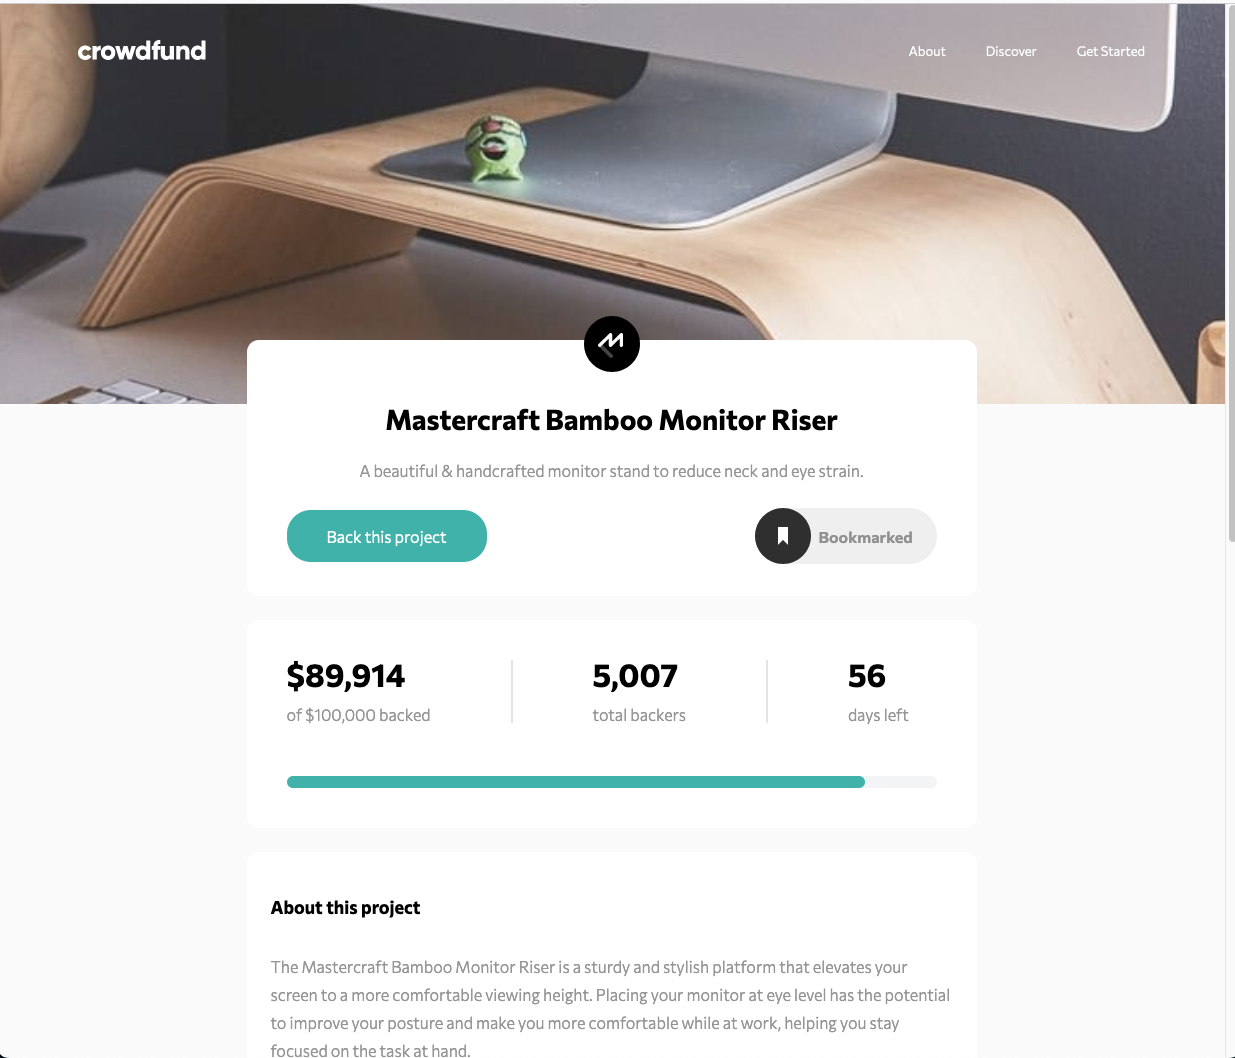 crowdfund
About Discover Get Started
Mastercraft Bamboo Monitor Riser
A beautiful & handcrafted monitor stand to reduce neck and eye strain.
Back this project
Bookmarked
$89,914
of $100,000 backed
5,007
total backers
56
days left
About this project
The Mastercraft Bamboo Monitor Riser is a sturdy and stylish platform that elevates your
screen to a more comfortable viewing height. Placing your monitor at eye level has the potential
to improve your posture and make you more comfortable while at work, helping you stay
focused on the task at hand.